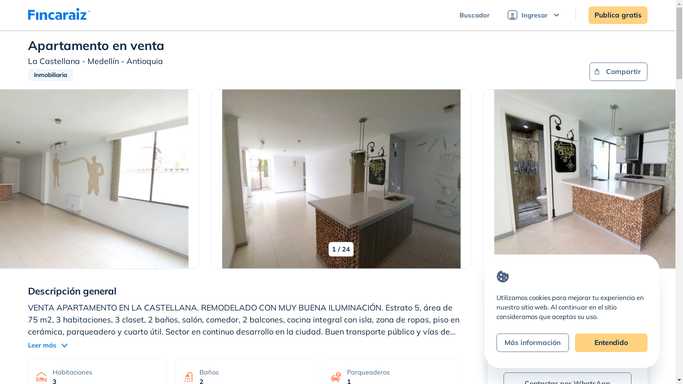 Fincaraiz
Buscador
Ingresar
Publica gratis
Apartamento en venta
La Castellana - Medellín - Antioquia
Inmobiliaria
Compartir
1 / 24
Descripción general
VENTA APARTAMENTO EN LA CASTELLANA, REMODELADO CON MUY BUENA ILUMINACIÓN. Estrato 5, área de
75 m2, 3 habitaciones, 3 closet, 2 baños, salón, comedor, 2 balcones, cocina integral con isla, zona de ropas, piso en
cerámica, parqueadero y cuarto útil. Sector en continuo desarrollo en la ciudad. Buen transporte público y vías de...
Leer más
Habitaciones
3
Baños
2
Parqueaderos
1
Utilizamos cookies para mejorar tu experiencia en
nuestro sitio web. Al continuar en el sitio
consideramos que aceptas su uso.
Más información
Entendido
Contactar por WhatsApp